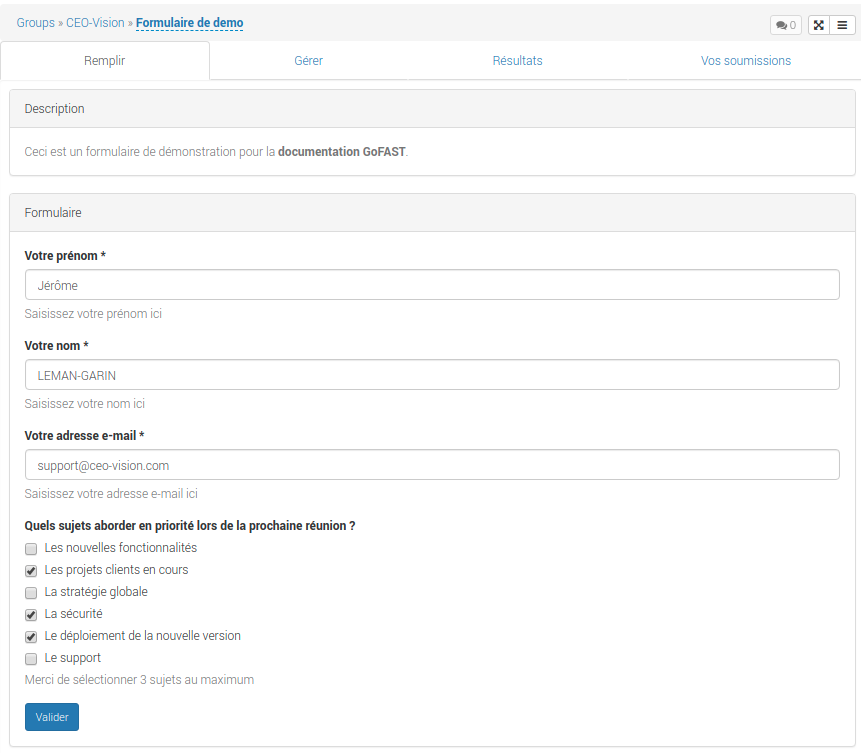 Groups » CEO-Vision » Formulaire de demo
0
Remplir Gérer Résultats Vos soumissions
Description
Ceci est un formulaire de démonstration pour la documentation GoFAST.
Formulaire
Votre prénom *
Jérôme
Saisissez votre prénom ici
Votre nom *
LEMAN-GARIN
Saisissez votre nom ici
Votre adresse e-mail *
support@ceo-vision.com
Saisissez votre adresse e-mail ici
Quels sujets aborder en priorité lors de la prochaine réunion ?
Les nouvelles fonctionnalités
Les projets clients en cours
La stratégie globale
La sécurité
Le déploiement de la nouvelle version
Le support
Merci de sélectionner 3 sujets au maximum
Valider